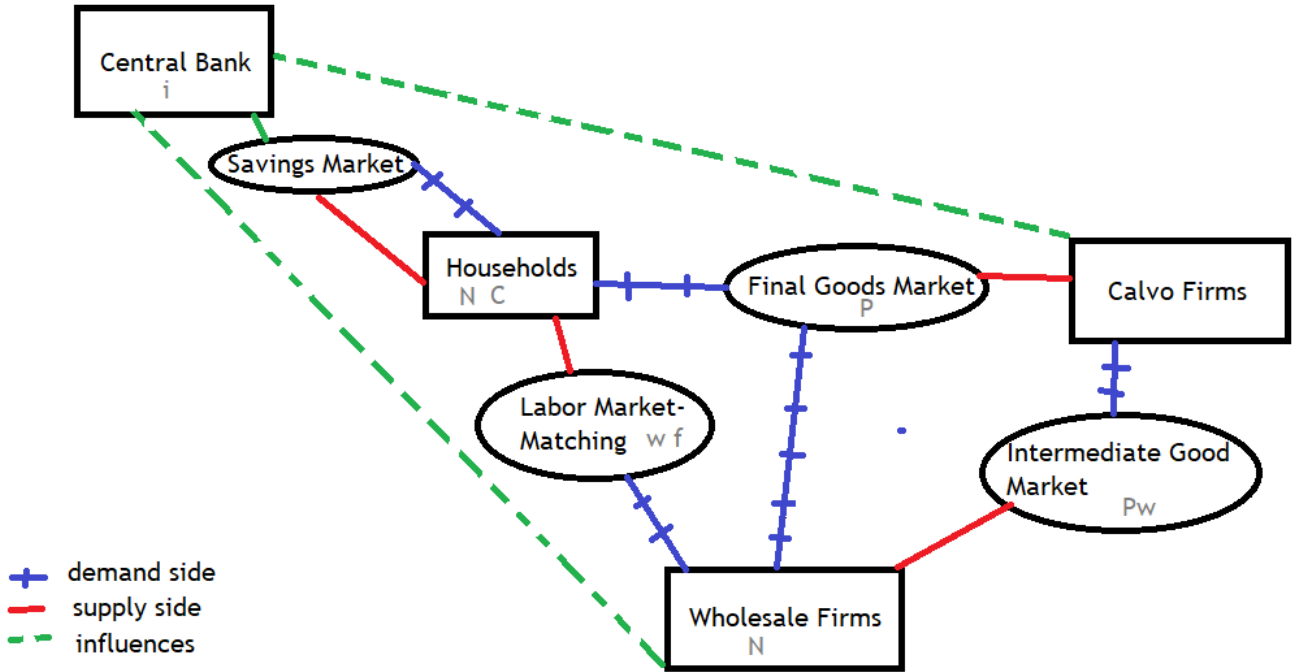 Central Bank
i
Savings Market
Households
N C
Final Goods Market
P
Calvo Firms
Labor Market-
Matching w f
Intermediate Good
Market
Pw
demand side
supply side
influences
Wholesale Firms
N